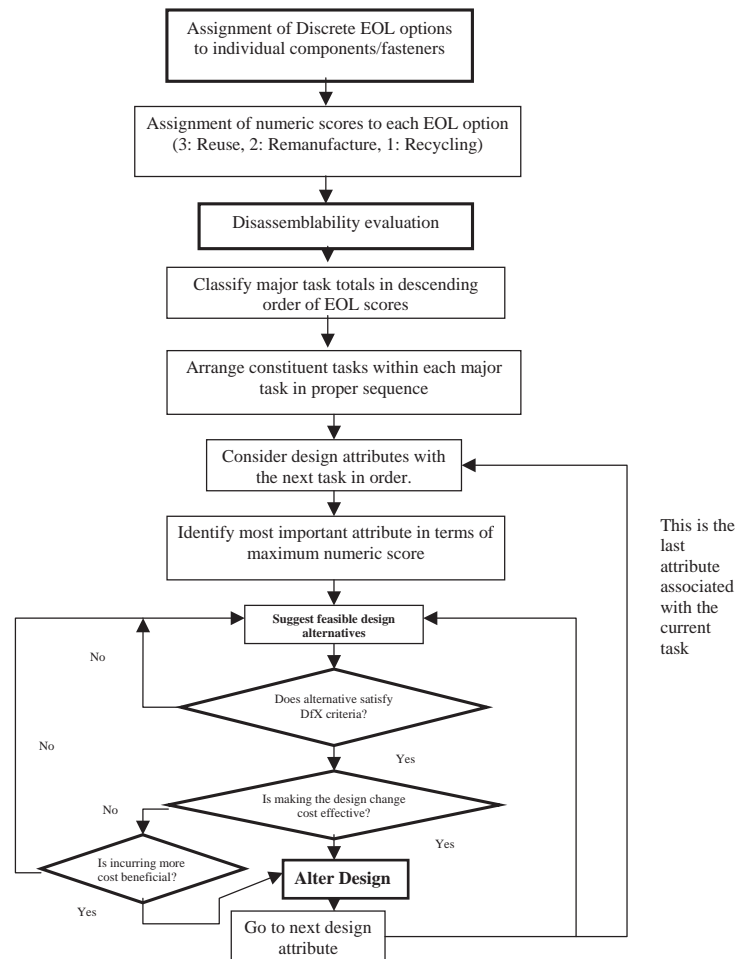 Assignment of Discrete EOL options
to individual components/fasteners
Assignment of numeric scores to each EOL option
(3: Reuse, 2: Remanufacture, 1: Recycling)
Disassemblability evaluation
Classify major task totals in descending
order of EOL scores
Arrange constituent tasks within each major
task in proper sequence
Consider design attributes with
the next task in order.
Identify most important attribute in terms of
maximum numeric score
This is the
last
attribute
associated
with the
current
task
Suggest feasible design
alternatives
No
Does alternative satisfy
DfX criteria?
No
Yes
Is making the design change
cost effective?
No
Yes
Is incurring more
cost beneficial?
Alter Design
Yes
Go to next design
attribute